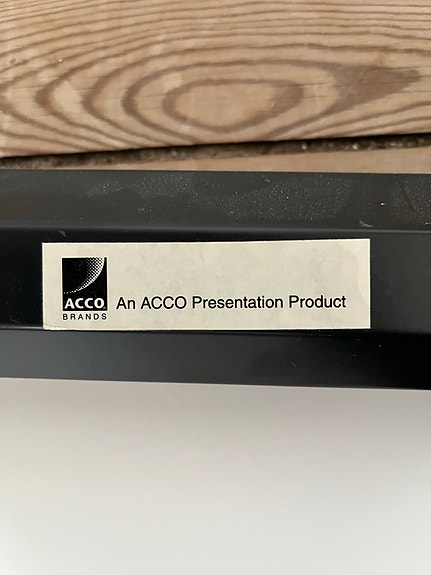 ACCO
BRANDS
An ACCO Presentation Product